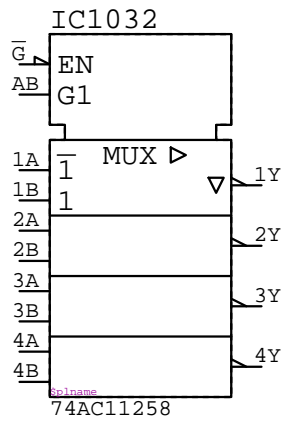 IC1032
G EN
AB G1
MUX
1A 1 1Y
1B 1
2A 2Y
2B
3A 3Y
3B
4A 4Y
4B
$plname
74AC11258